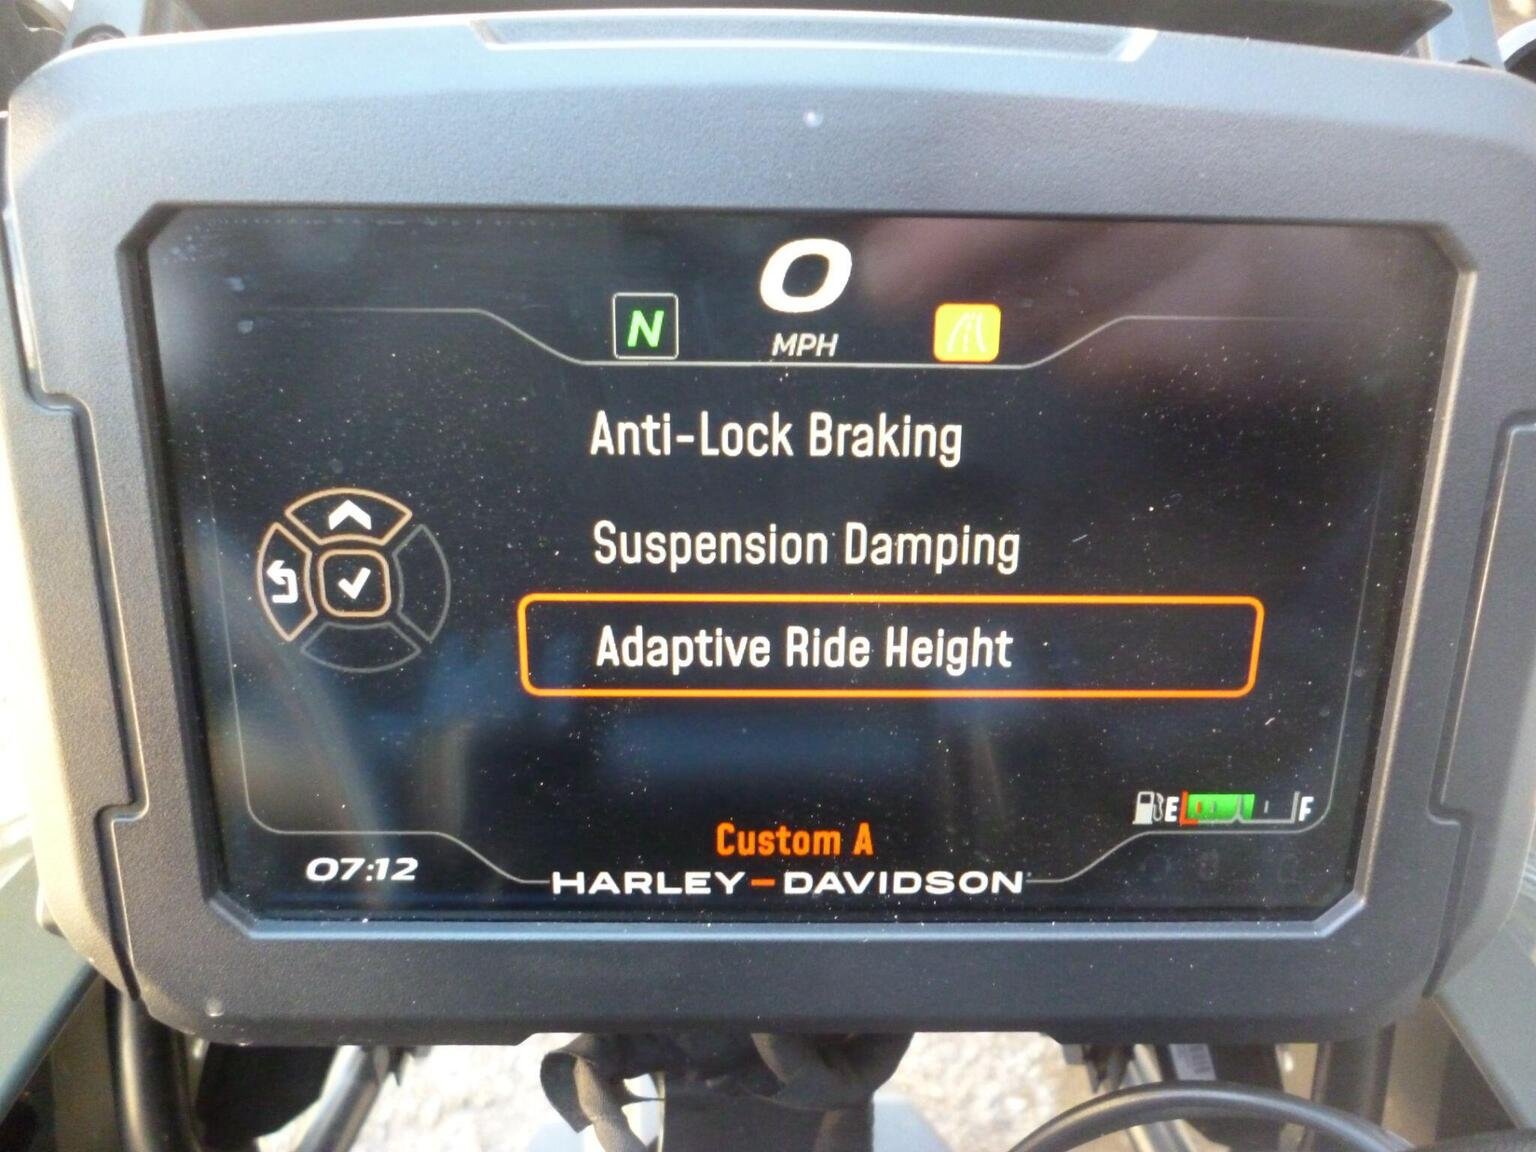 0
N
MPH
Anti-Lock Braking
Suspension Damping
Adaptive Ride Height
E F
Custom A
07:12
HARLEY-DAVIDSON